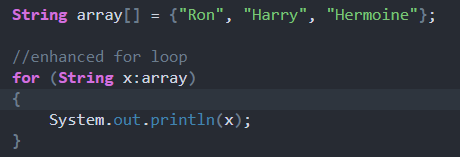 String array[] = {"Ron", "Harry", "Hermoine"};
//enhanced for loop
for (String x:array)
{
    System.out.println(x);
}